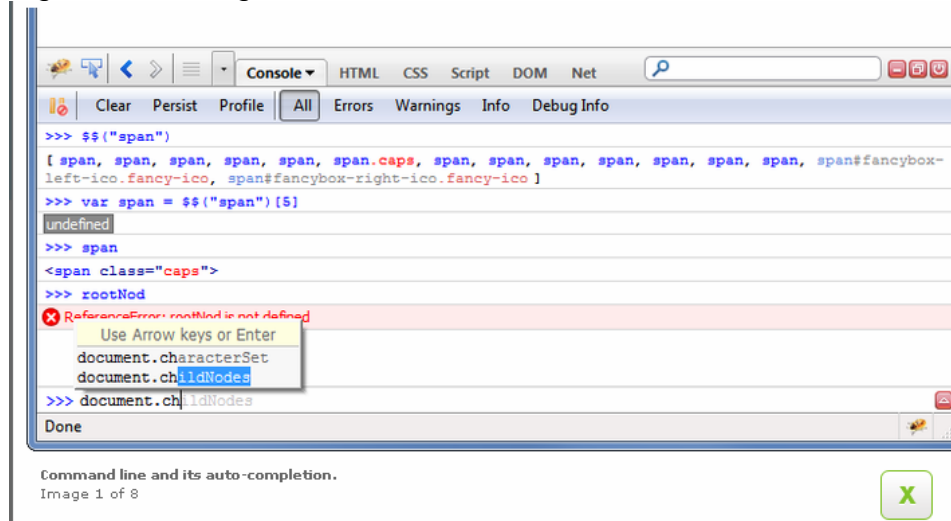 Console HTML CSS Script DOM Net
Clear Persist Profile All Errors Warnings Info Debug Info
>>> $$("span")
[ span, span, span, span, span, span.caps, span, span, span, span, span, span, span, span#fancybox-
left-ico.fancy-ico, span#fancybox-right-ico.fancy-ico ]
>>> var span = $$("span")[5]
undefined
>>> span
<span class="caps">
>>> rootNod
ReferenceError: rootNod is not defined
Use Arrow keys or Enter
document.characterSet
document.childNodes
>>> document.childNodes
Done
Command line and its auto-completion.
Image 1 of 8
X